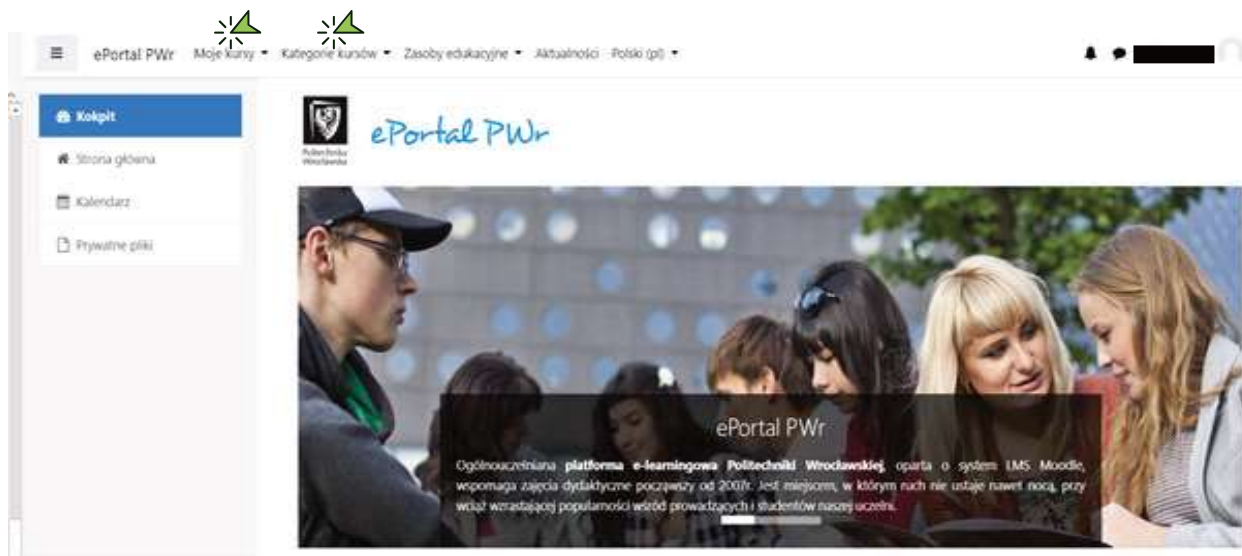 ePortal PWr Moje kursy Kategorie kursów Zasoby edukacyjne Aktualności Polski (pl)
Kokpit
Strona główna
Kalendarz
Prywatne pliki
Politechnika
Wrocławska
ePortal PWr
ePortal PWr
Ogólnouczelniana platforma e-learningowa Politechniki Wrocławskiej, oparta o system LMS Moodle,
wspomaga zajęcia dydaktyczne począwszy od 2007r. Jest miejscem, w którym ruch nie ustaje nawet nocą, przy
wciąż wzrastającej popularności wśród prowadzących i studentów naszej uczelni.